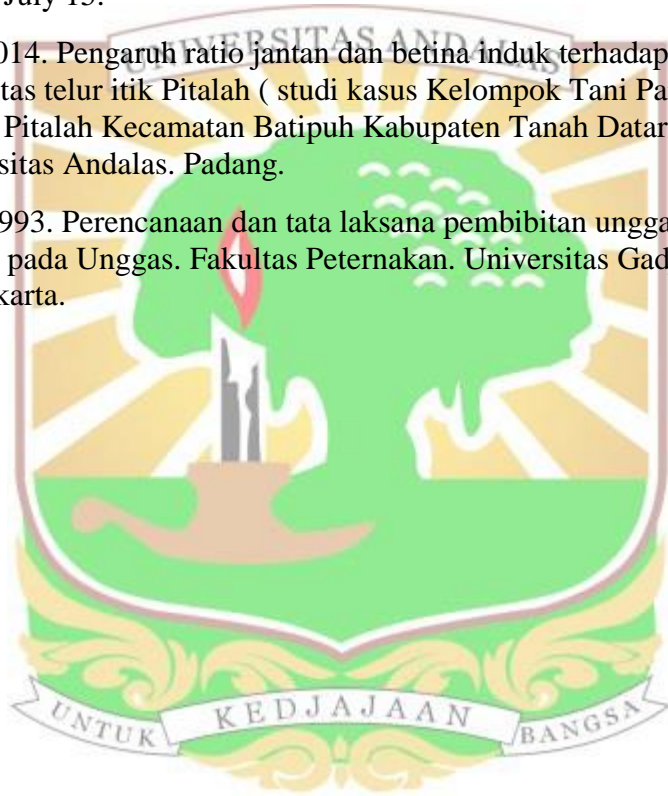 July 15.
UNIVERSITAS ANDALAS
014. Pengaruh ratio jantan dan betina induk terhadap
tas telur itik Pitalah ( studi kasus Kelompok Tani Pa
Pitalah Kecamatan Batipuh Kabupaten Tanah Datar
sitas Andalas. Padang.
1993. Perencanaan dan tata laksana pembibitan ungga
pada Unggas. Fakultas Peternakan. Universitas Gad
karta.
UNTUK KEDJAJAAN BANGSA